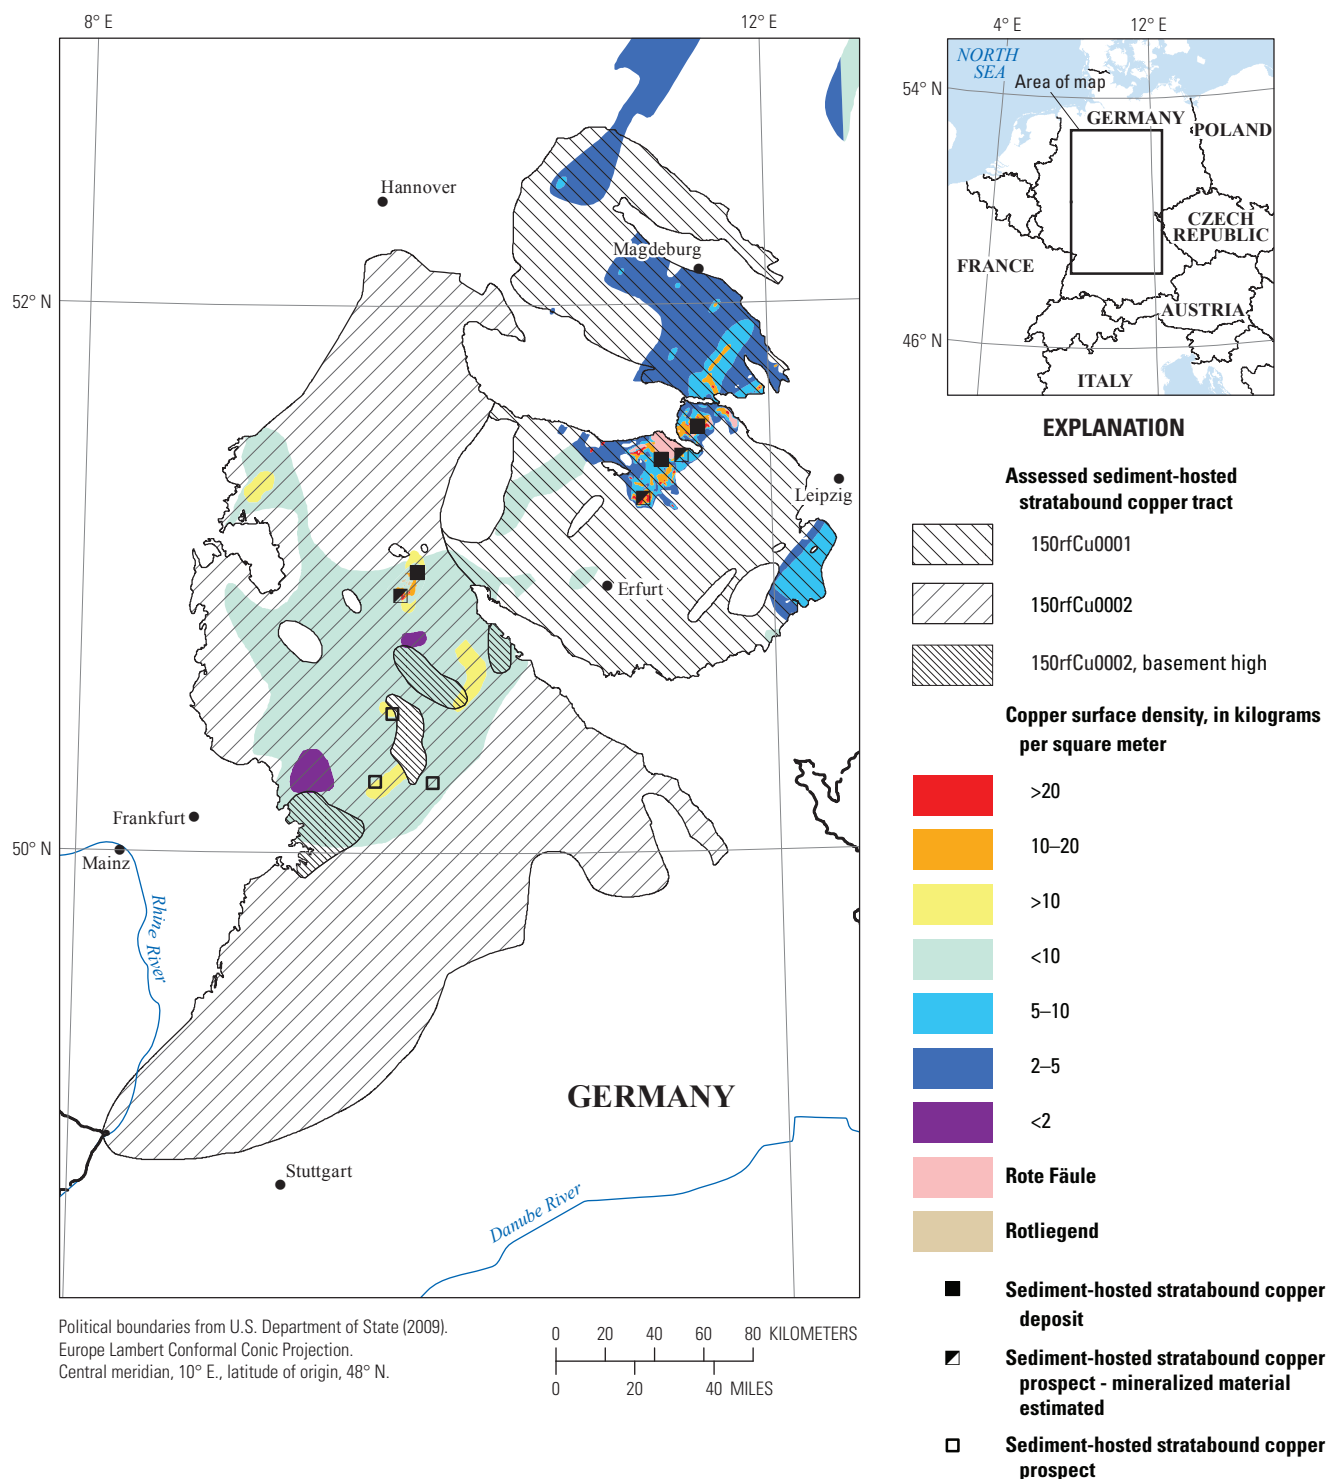 8° E
12° E
Hannover
Magdeburg
52° N
Leipzig
Erfurt
Frankfurt
50° N
Mainz
Rhine River
GERMANY
Stuttgart
Danube River
4° E
12° E
NORTH
SEA
Area of map
54° N
GERMANY
POLAND
CZECH
REPUBLIC
FRANCE
AUSTRIA
46° N
ITALY
EXPLANATION
Assessed sediment-hosted
stratabound copper tract
150rfCu0001
150rfCu0002
150rfCu0002, basement high
Copper surface density, in kilograms
per square meter
>20
10–20
>10
<10
5–10
2–5
<2
Rote Fäule
Rotliegend
Sediment-hosted stratabound copper
deposit
Sediment-hosted stratabound copper
prospect - mineralized material
estimated
Sediment-hosted stratabound copper
prospect
Political boundaries from U.S. Department of State (2009).
Europe Lambert Conformal Conic Projection.
Central meridian, 10° E., latitude of origin, 48° N.
0 20 40 60 80 KILOMETERS
0 20 40 MILES